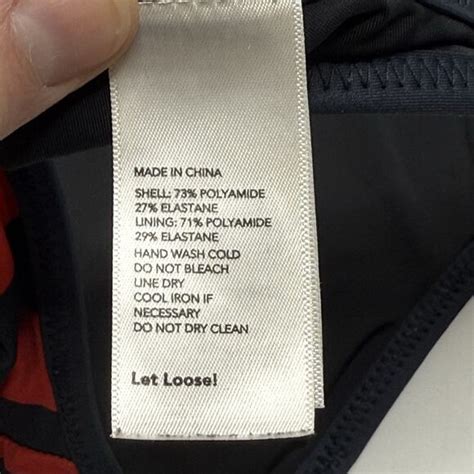 MADE IN CHINA
SHELL: 73% POLYAMIDE
27% ELASTANE
LINING: 71% POLYAMIDE
29% ELASTANE
HAND WASH COLD
DO NOT BLEACH
LINE DRY
COOL IRON IF
NECESSARY
DO NOT DRY CLEAN
Let Loose!